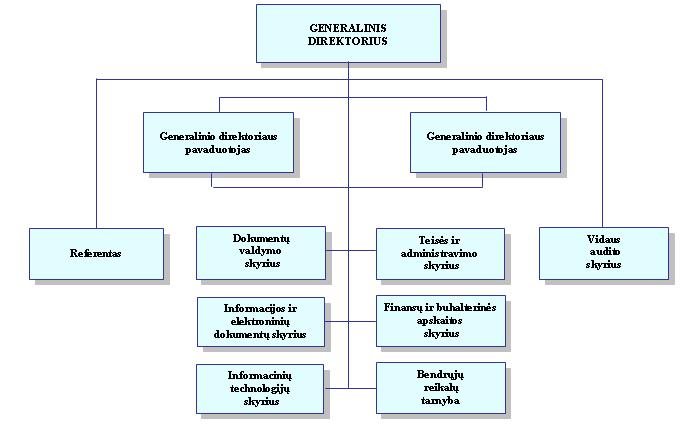 GENERALINIS
DIREKTORIUS
Generalinio direktoriaus
pavaduotojas
Generalinio direktoriaus
pavaduotojas
Referentas
Dokumentų
valdymo
skyrius
Teisės ir
administravimo
skyrius
Vidaus
audito
skyrius
Informacijos ir
elektroninių
dokumentų skyrius
Finansų ir buhalterinės
apskaitos
skyrius
Informacinių
technologijų
skyrius
Bendrųjų
reikalų
tarnyba